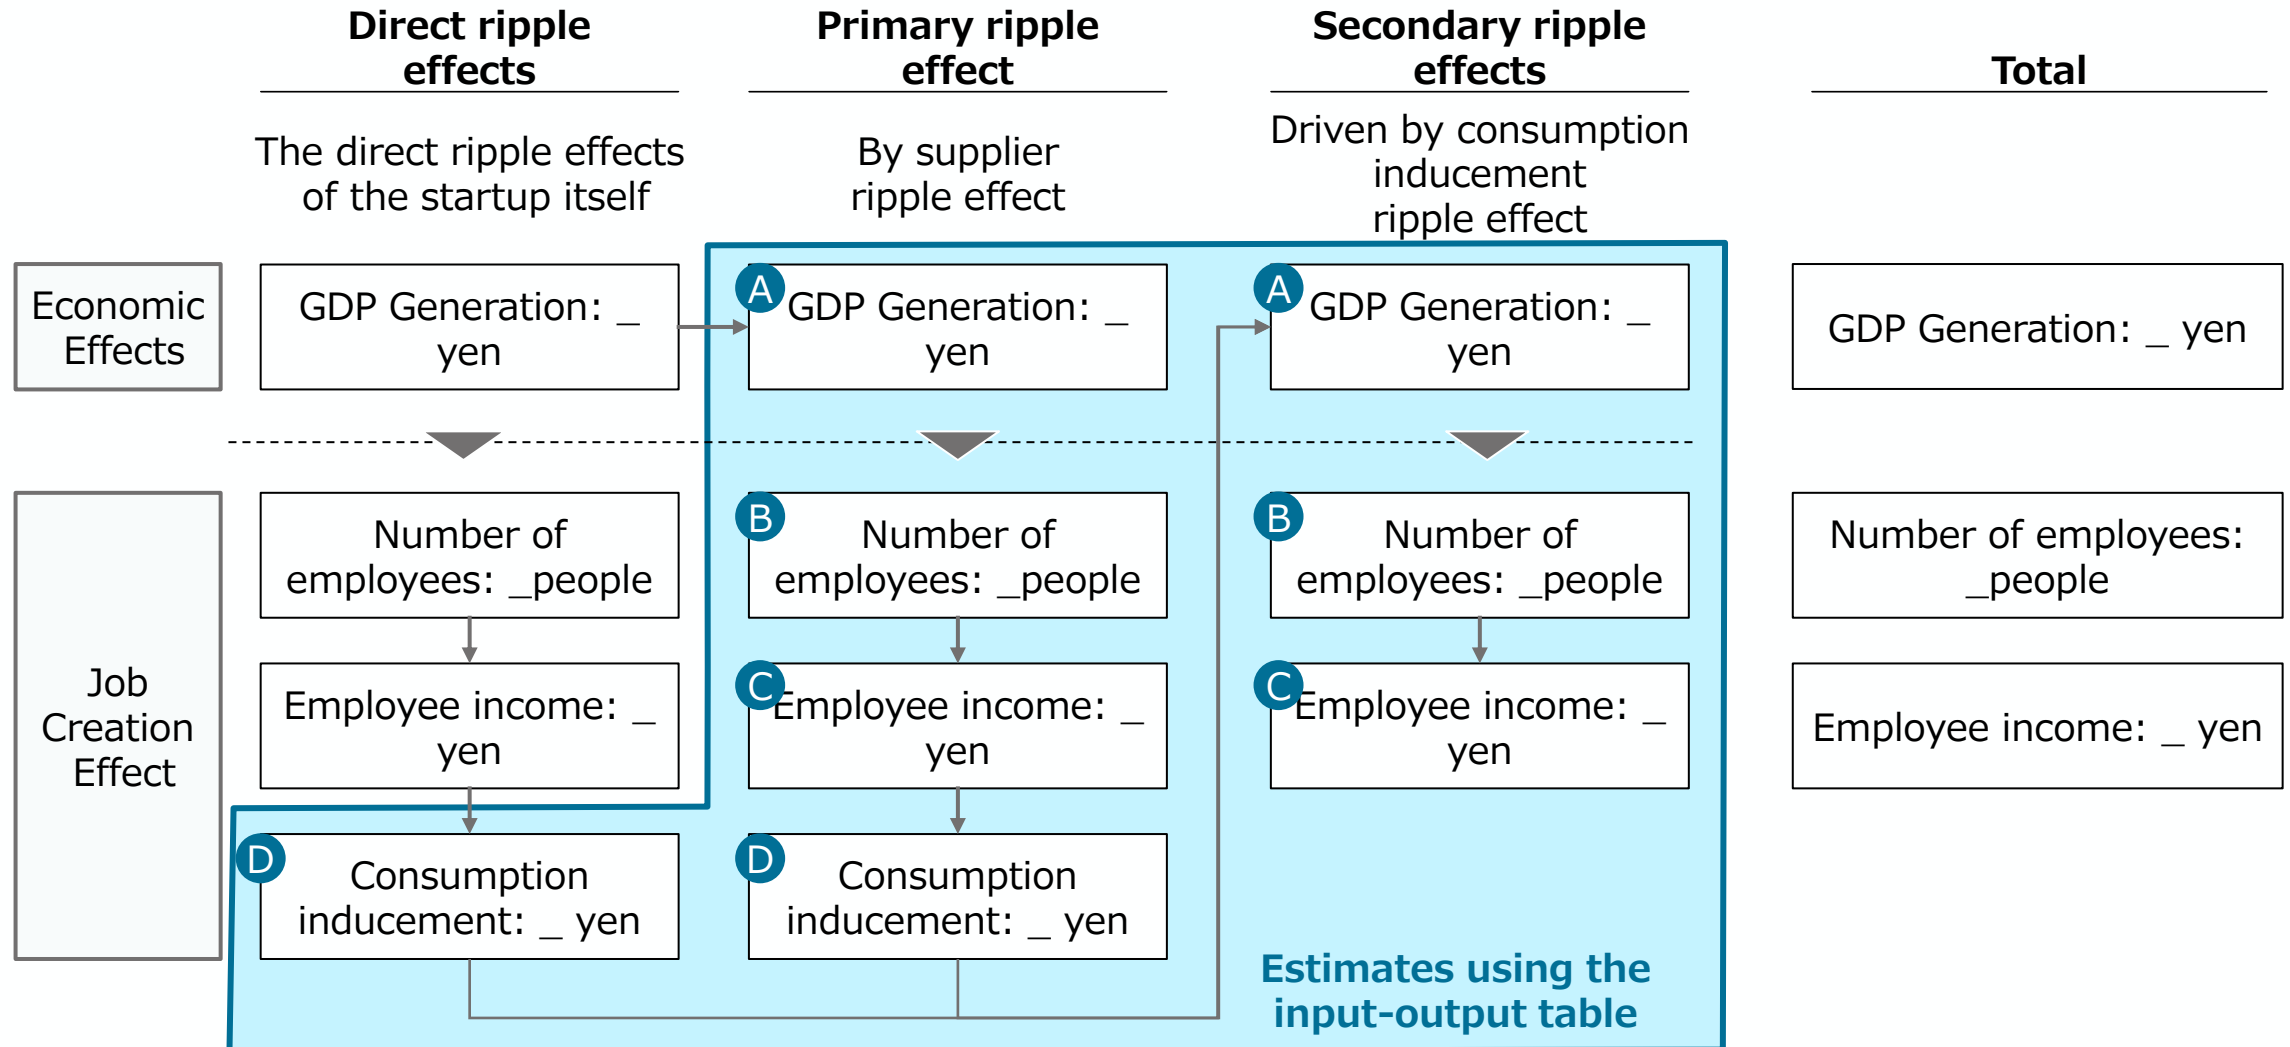 Direct ripple
effects
Primary ripple
effect
Secondary ripple
effects
Total
The direct ripple effects
of the startup itself
By supplier
ripple effect
Driven by consumption
inducement
ripple effect
Economic
Effects
GDP Generation: _
yen
A
GDP Generation: _
yen
A
GDP Generation: _
yen
GDP Generation: _ yen
Job
Creation
Effect
Number of
employees: _people
B
Number of
employees: _people
B
Number of
employees: _people
Number of employees:
_people
Employee income: _
yen
C
Employee income: _
yen
C
Employee income: _
yen
Employee income: _ yen
D
Consumption
inducement: _ yen
D
Consumption
inducement: _ yen
Estimates using the
input-output table